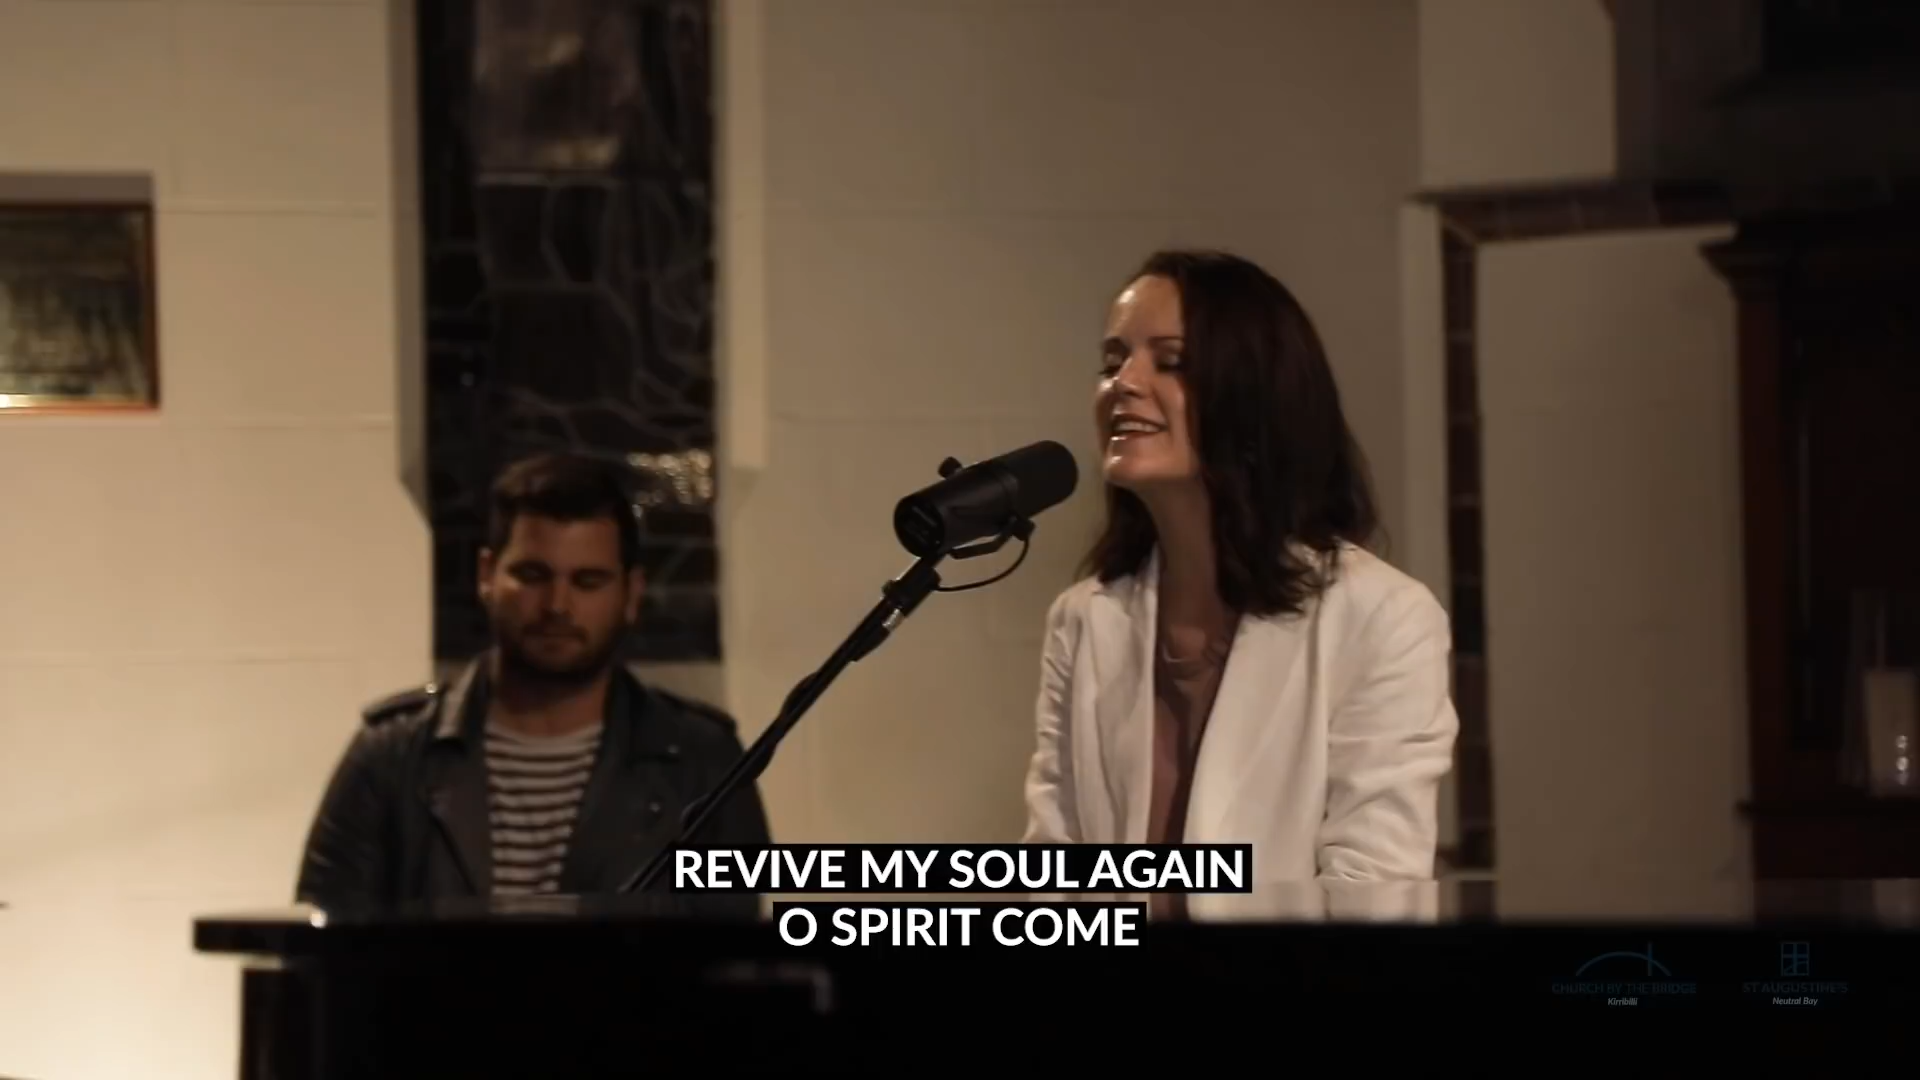 REVIVE MY SOUL AGAIN
O SPIRIT COME
CHURCH BY THE BRIDGE
Kirribilli
ST AUGUSTINE'S
Neutral Bay